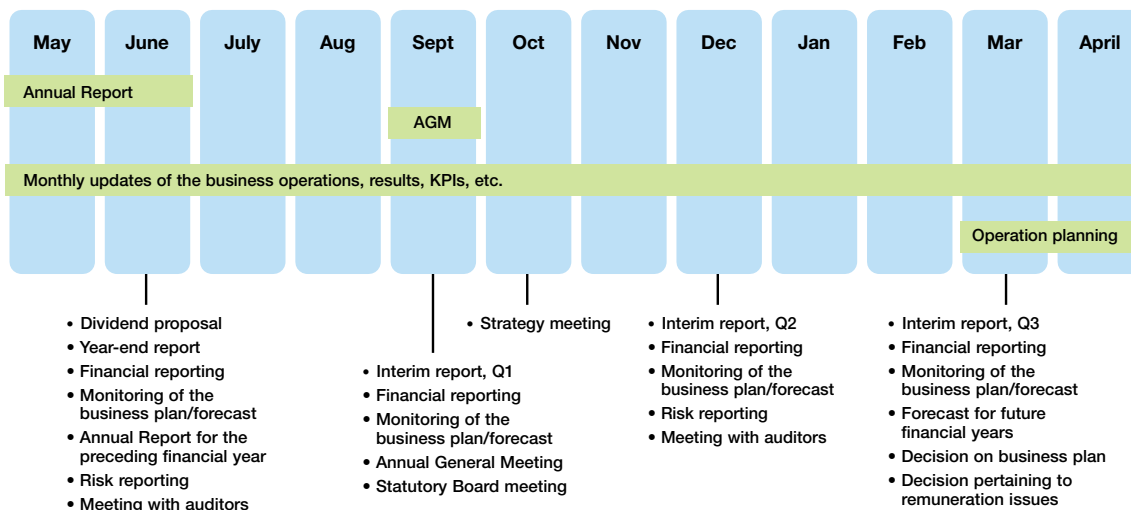 May June July Aug Sept Oct Nov Dec Jan Feb Mar April
Annual Report
AGM
Monthly updates of the business operations, results, KPIs, etc.
Operation planning
• Dividend proposal
• Year-end report
• Financial reporting
• Monitoring of the
business plan/forecast
• Annual Report for the
preceding financial year
• Risk reporting
• Meeting with auditors
• Interim report, Q1
• Financial reporting
• Monitoring of the
business plan/forecast
• Annual General Meeting
• Statutory Board meeting
• Strategy meeting
• Interim report, Q2
• Financial reporting
• Monitoring of the
business plan/forecast
• Risk reporting
• Meeting with auditors
• Interim report, Q3
• Financial reporting
• Monitoring of the
business plan/forecast
• Forecast for future
financial years
• Decision on business plan
• Decision pertaining to
remuneration issues